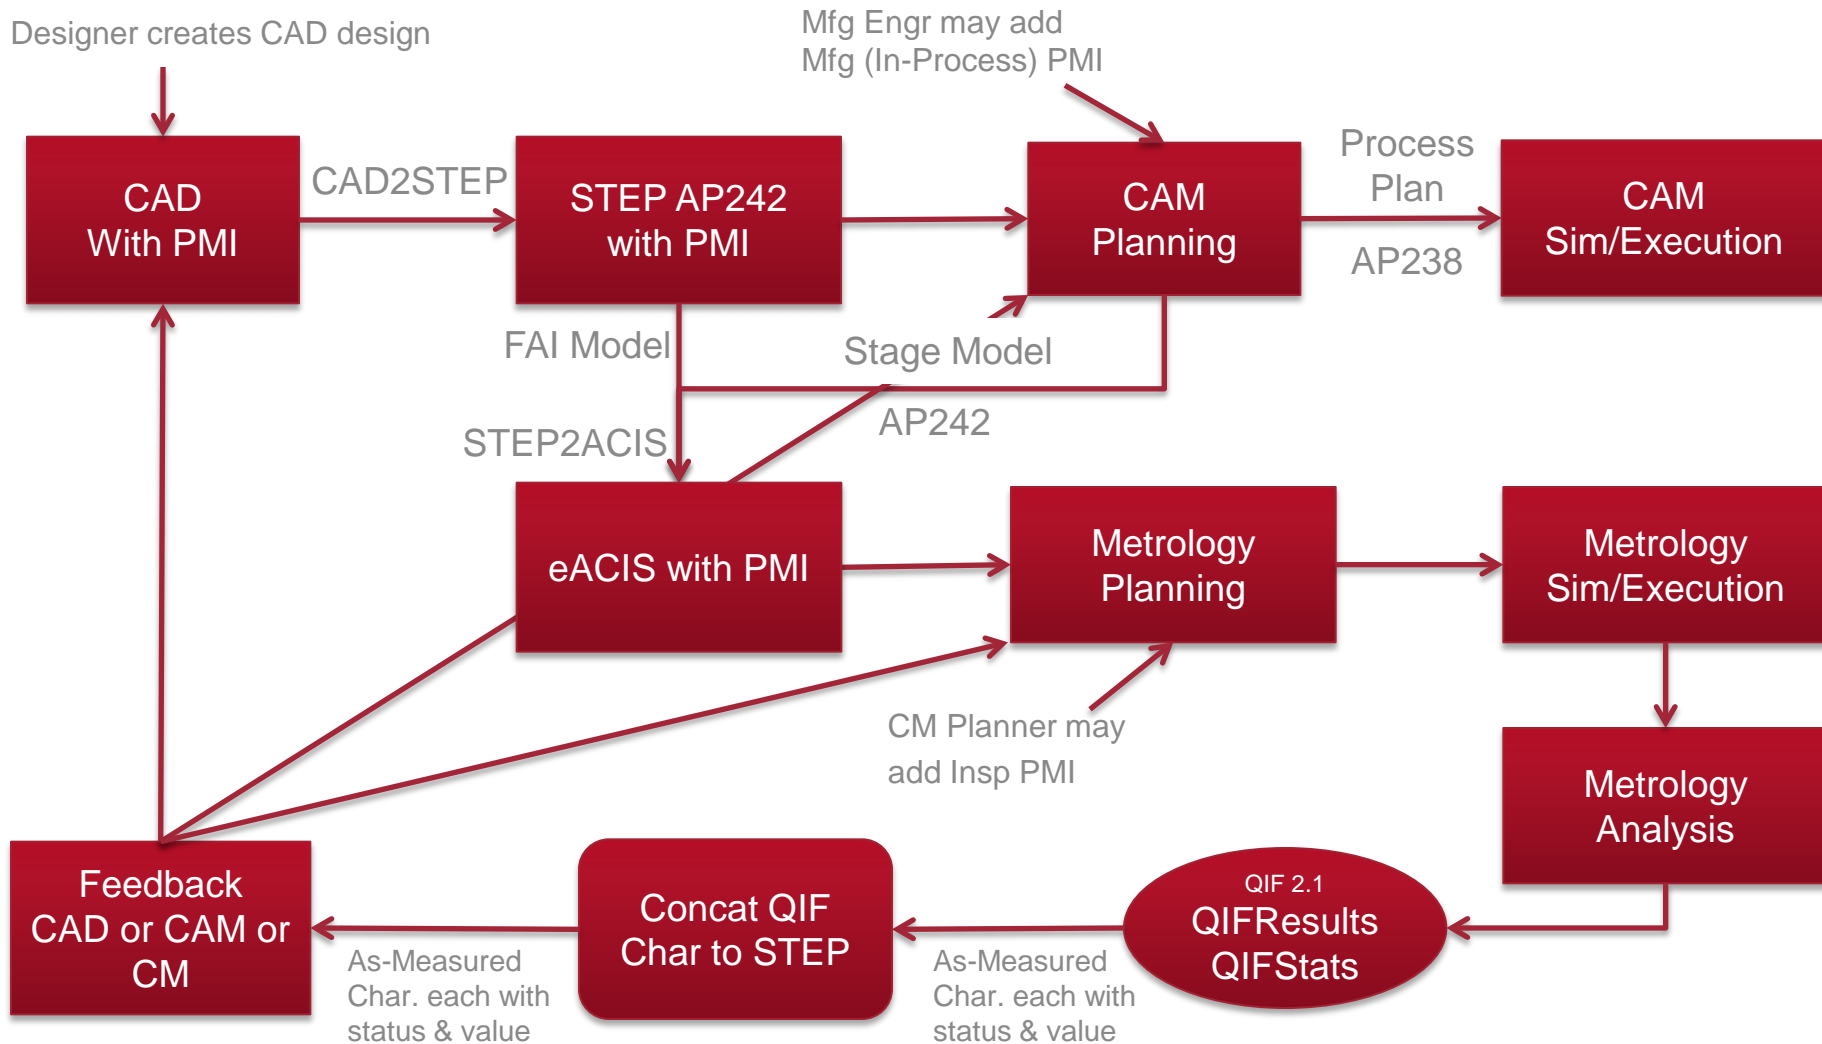 Designer creates CAD design
Mfg Engr may add
Mfg (In-Process) PMI
CAD
With PMI
CAD2STEP
STEP AP242
with PMI
CAM
Planning
Process
Plan
AP238
CAM
Sim/Execution
FAI Model
Stage Model
AP242
STEP2ACIS
eACIS with PMI
Metrology
Planning
Metrology
Sim/Execution
CM Planner may
add Insp PMI
Metrology
Analysis
Feedback
CAD or CAM or
CM
As-Measured
Char. each with
status & value
Concat QIF
Char to STEP
As-Measured
Char. each with
status & value
QIF 2.1
QIFResults
QIFStats